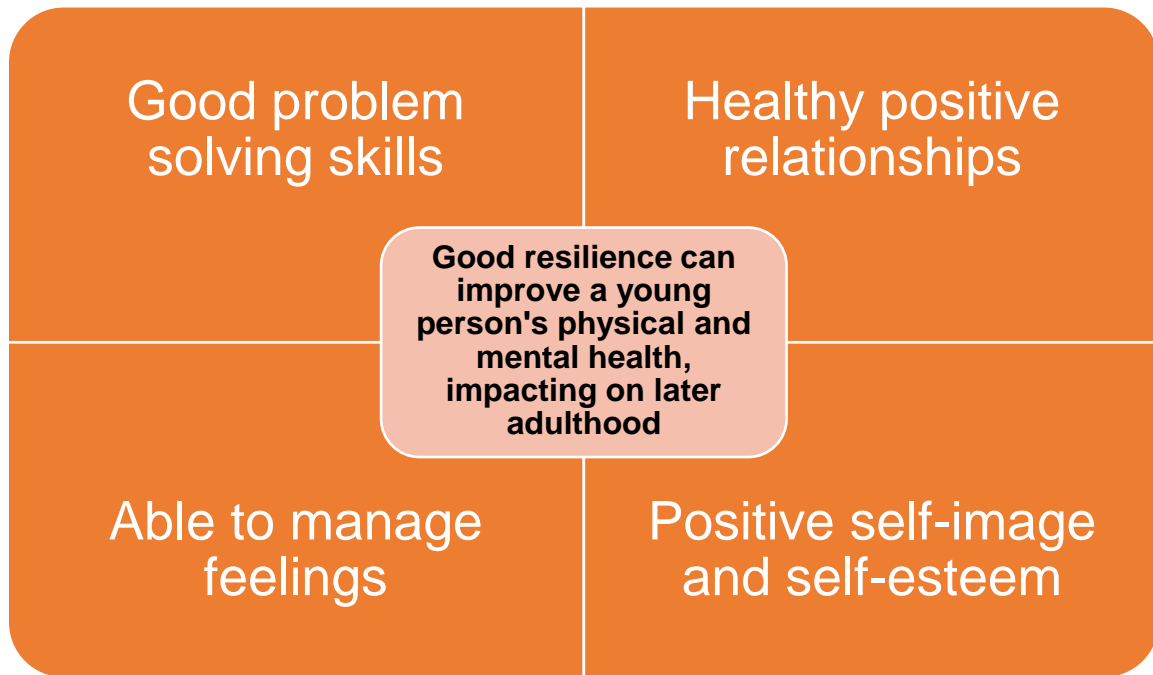 Good problem
solving skills
Healthy positive
relationships
Good resilience can
improve a young
person's physical and
mental health,
impacting on later
adulthood
Able to manage
feelings
Positive self-image
and self-esteem